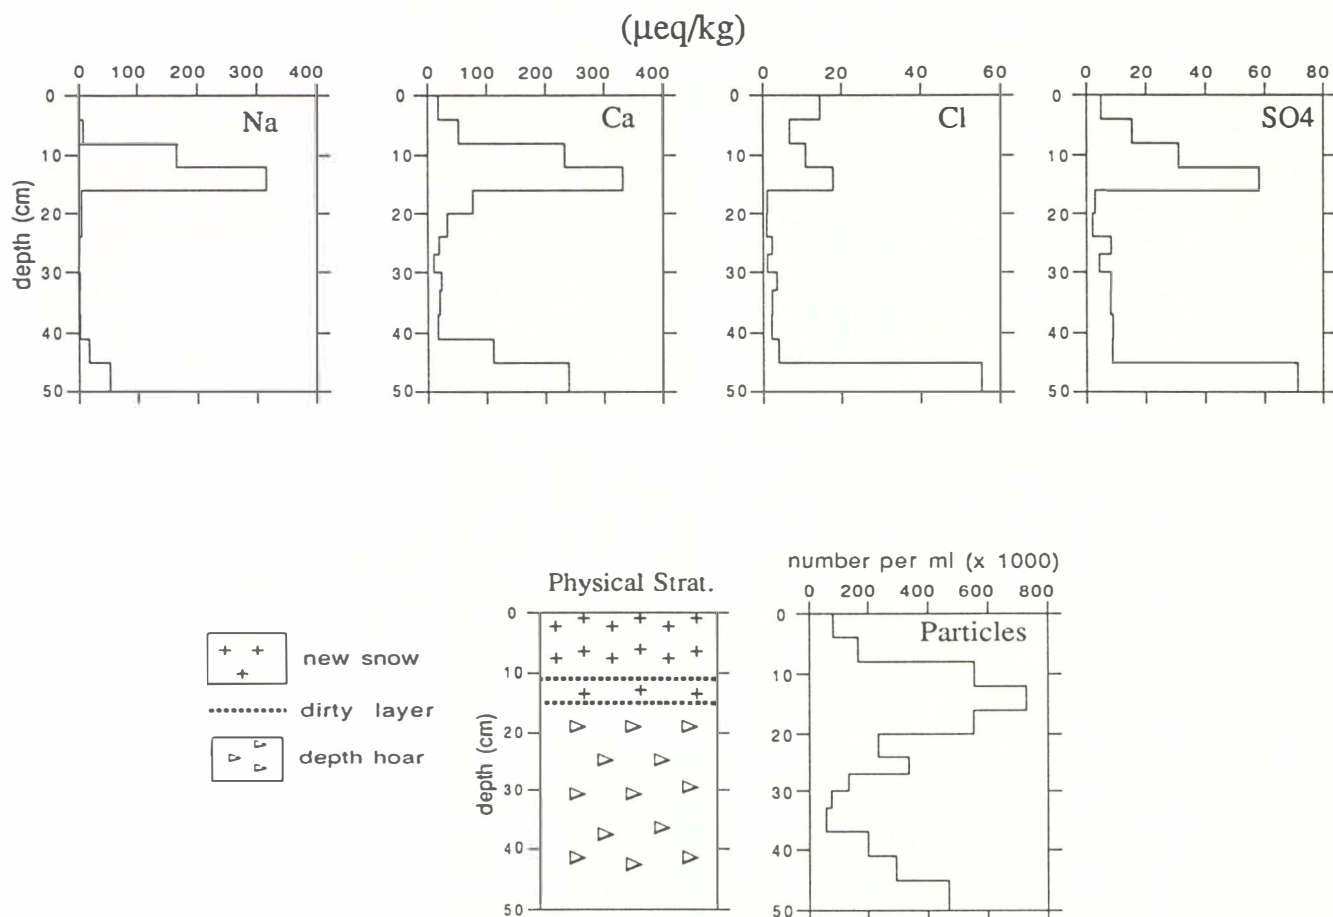 (µeq/kg)
0 100 200 300 400
0 100 200 300 400
0 20 40 60
0 20 40 60 80
Na
Ca
Cl
SO4
depth (cm)
0
10
20
30
40
50
0
10
20
30
40
50
0
10
20
30
40
50
0
10
20
30
40
50
new snow
dirty layer
depth hoar
Physical Strat.
depth (cm)
0
10
20
30
40
50
number per ml (x 1000)
0 200 400 600 800
Particles
0
10
20
30
40
50